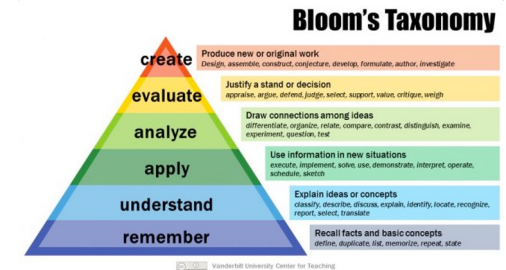 Bloom's Taxonomy
create
Produce new or original work
Design, assemble, construct, conjecture, develop, formulate, author, investigate
evaluate
Justify a stand or decision
appraise, argue, defend, judge, select, support, value, critique, weigh
analyze
Draw connections among ideas
differentiate, organize, relate, compare, contrast, distinguish, examine,
experiment, question, test
apply
Use information in new situations
execute, implement, solve, use, demonstrate, interpret, operate,
schedule, sketch
understand
Explain ideas or concepts
classify, describe, discuss, explain, identify, locate, recognize,
report, select, translate
remember
Recall facts and basic concepts
define, duplicate, list, memorize, repeat, state
Vanderbilt University Center for Teaching